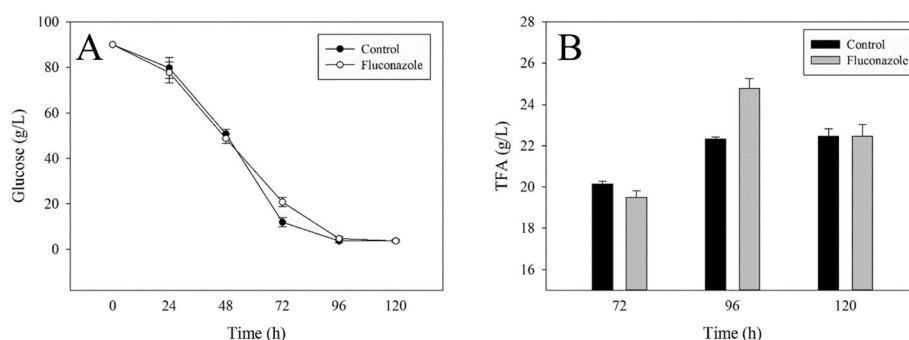 A
Control
Fluconazole
100
80
60
40
20
0
Glucose (g/L)
0 24 48 72 96 120
Time (h)
B
Control
Fluconazole
26
24
22
20
18
16
TFA (g/L)
72 96 120
Time (h)